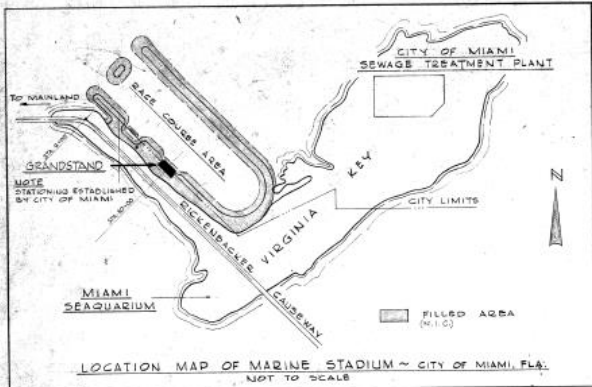 CITY OF MIAMI
SEWAGE TREATMENT PLANT
TO MAINLAND
RACE COURSE AREA
GRANDSTAND
NOTE
STATIONING ESTABLISHED
BY CITY OF MIAMI
KEY
VIRGINIA
CITY LIMITS
N
RICKENBACKER
CAUSEWAY
MIAMI
SEAQUARIUM
FILLED AREA
(N.I.C.)
LOCATION MAP OF MARINE STADIUM ~ CITY OF MIAMI, FLA.
NOT TO SCALE